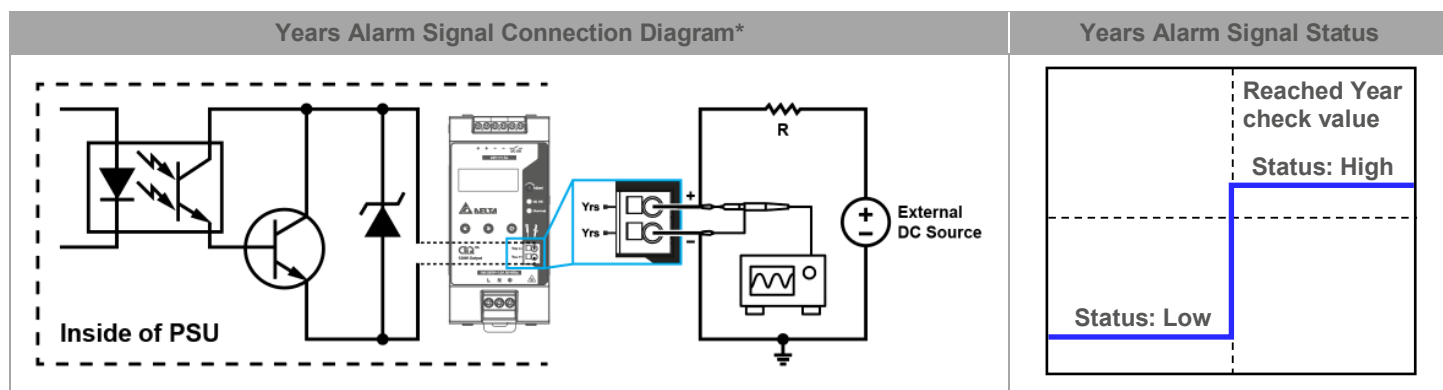 Years Alarm Signal Connection Diagram*
Years Alarm Signal Status
Inside of PSU
DELTA
L N
Yrs
Yrs
+
−
R
+
−
External
DC Source
Reached Year
check value
Status: High
Status: Low